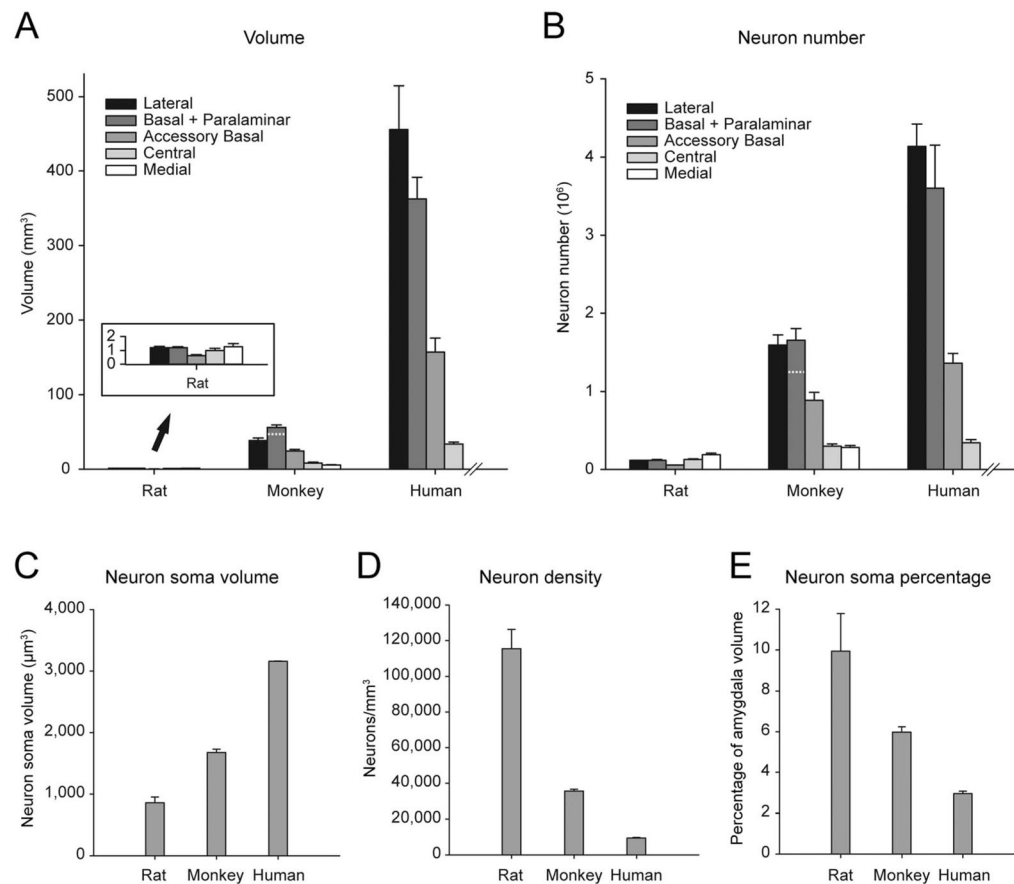 A
Volume
500
400
300
200
100
0
Volume (mm³)
Lateral
Basal + Paralaminar
Accessory Basal
Central
Medial
2
1
0
Rat
Rat
Monkey
Human
B
Neuron number
5
4
3
2
1
0
Neuron number (10⁶)
Lateral
Basal + Paralaminar
Accessory Basal
Central
Medial
Rat
Monkey
Human
C
Neuron soma volume
4,000
3,000
2,000
1,000
0
Neuron soma volume (µm³)
Rat
Monkey
Human
D
Neuron density
140,000
120,000
100,000
80,000
60,000
40,000
20,000
0
Neurons/mm³
Rat
Monkey
Human
E
Neuron soma percentage
12
10
8
6
4
2
0
Percentage of amygdala volume
Rat
Monkey
Human